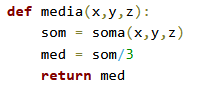 def media(x,y,z):
    som = soma(x,y,z)
    med = som/3
    return med